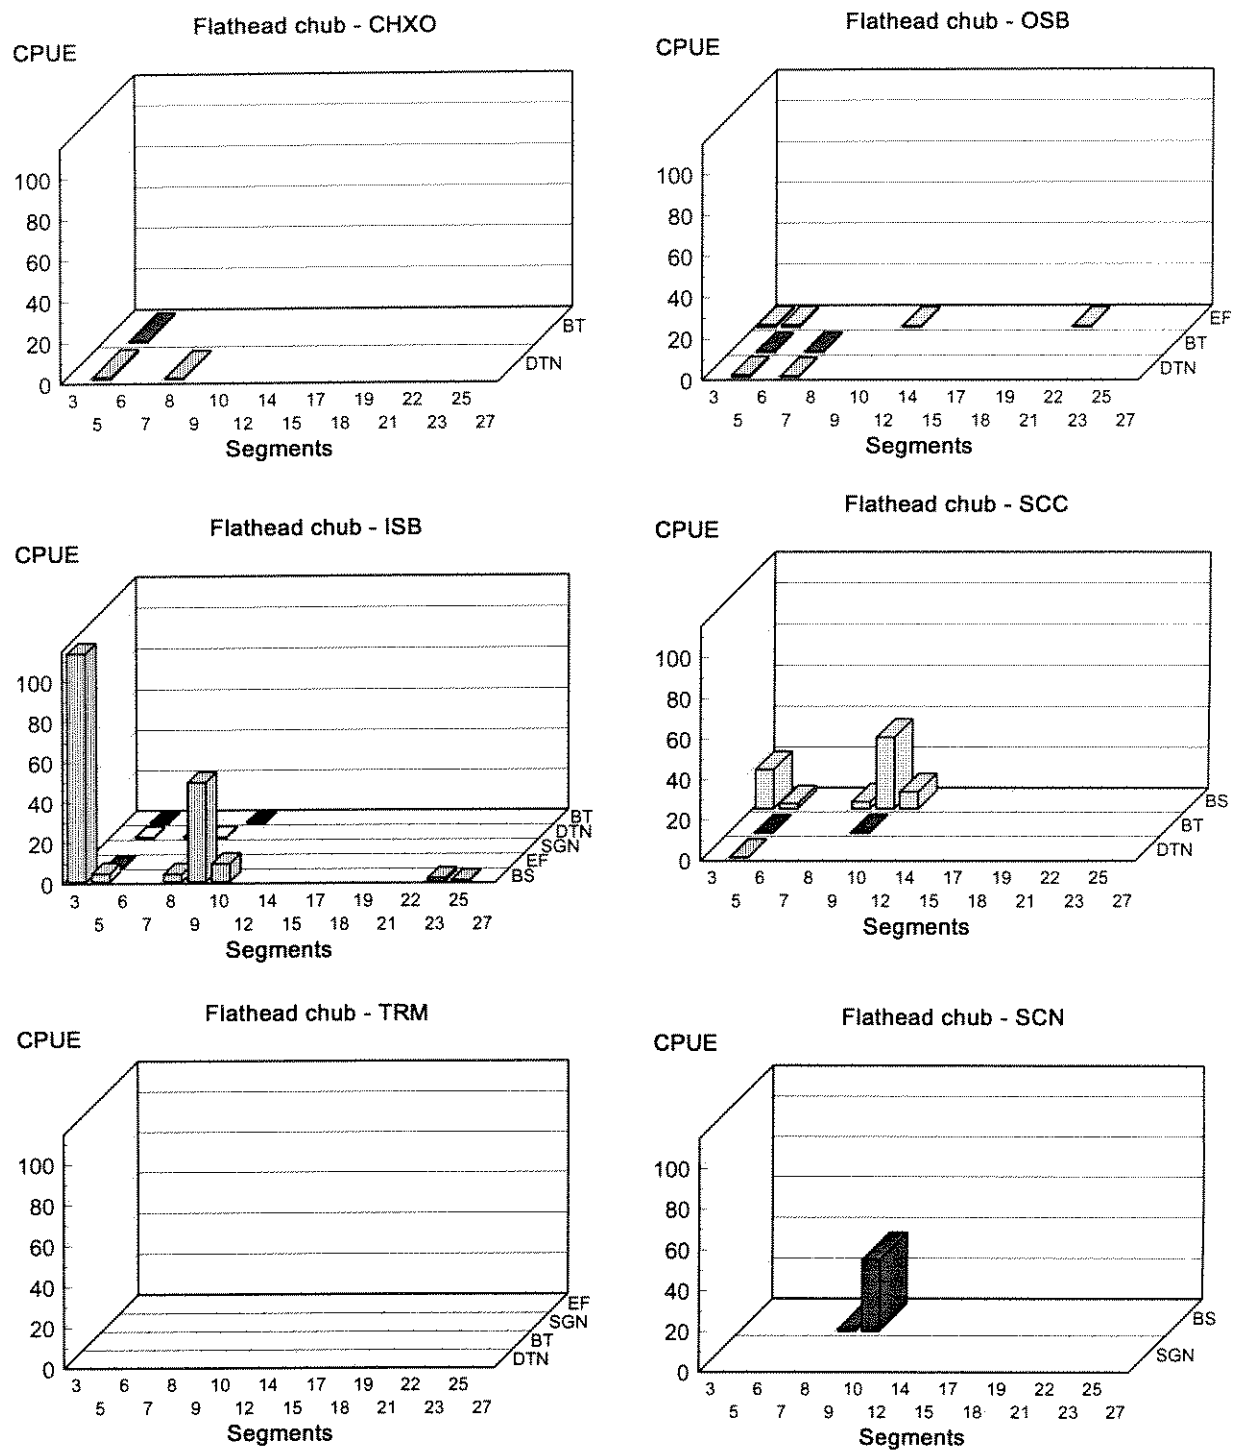 Flathead chub - CHXO
CPUE
100
80
60
40
20
0
BT
DTN
3 6 8 10 14 17 19 22 25
5 7 9 12 15 18 21 23 27
Segments
Flathead chub - OSB
CPUE
100
80
60
40
20
0
EF
BT
DTN
3 6 8 10 14 17 19 22 25
5 7 9 12 15 18 21 23 27
Segments
Flathead chub - ISB
CPUE
100
80
60
40
20
0
BT
DTN
SGN
EF
BS
3 6 8 10 14 17 19 22 25
5 7 9 12 15 18 21 23 27
Segments
Flathead chub - SCC
CPUE
100
80
60
40
20
0
BS
BT
DTN
3 6 8 10 14 17 19 22 25
5 7 9 12 15 18 21 23 27
Segments
Flathead chub - TRM
CPUE
100
80
60
40
20
0
EF
SGN
BT
DTN
3 6 8 10 14 17 19 22 25
5 7 9 12 15 18 21 23 27
Segments
Flathead chub - SCN
CPUE
100
80
60
40
20
0
BS
SGN
3 6 8 10 14 17 19 22 25
5 7 9 12 15 18 21 23 27
Segments